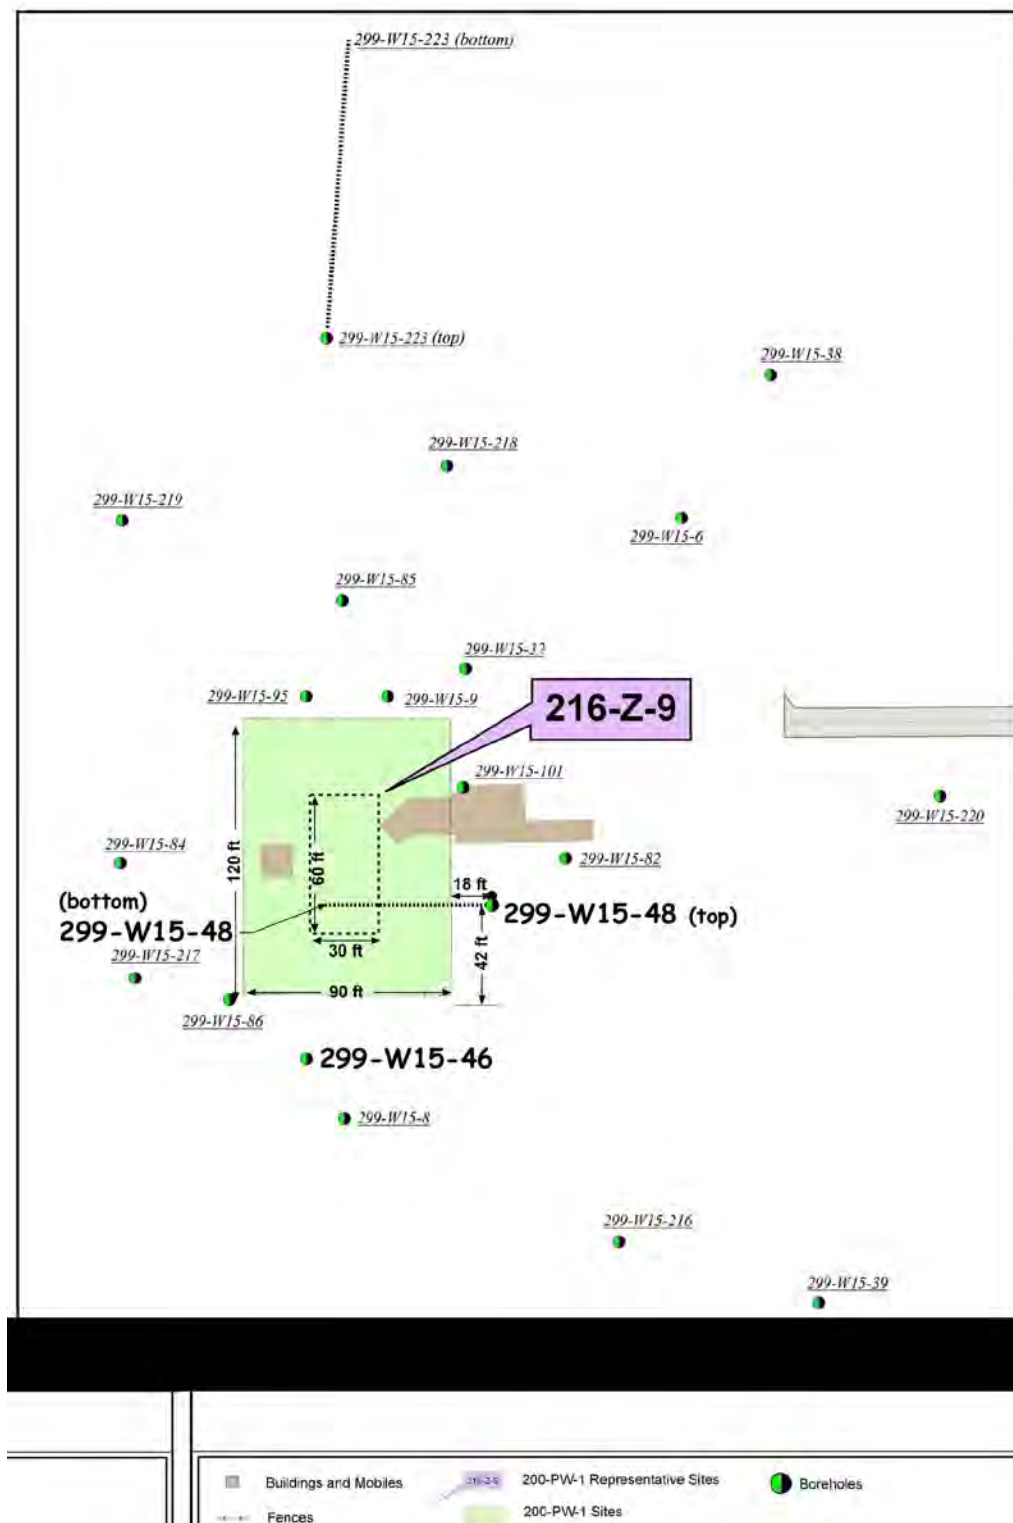 299-W15-223 (bottom)
299-W15-223 (top)
299-W15-38
299-W15-218
299-W15-219
299-W15-6
299-W15-85
299-W15-95
299-W15-9
216-Z-9
299-W15-101
299-W15-220
120 ft
60 ft
299-W15-84
299-W15-82
18 ft
(bottom)
299-W15-48
299-W15-48 (top)
30 ft
42 ft
299-W15-217
90 ft
299-W15-86
299-W15-46
299-W15-8
299-W15-216
299-W15-39
Buildings and Mobiles
216-Z-9
200-PW-1 Representative Sites
Boreholes
Fences
200-PW-1 Sites